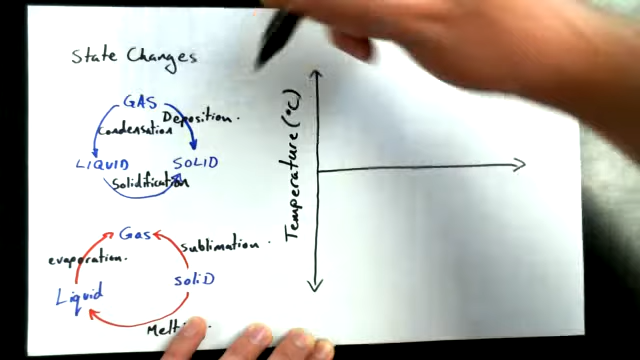 State Changes
GAS
Deposition.
Condensation
LIQUID
SOLID
Solidification
Gas
sublimation.
evaporation.
SoliD
Liquid
Temperature (°C)